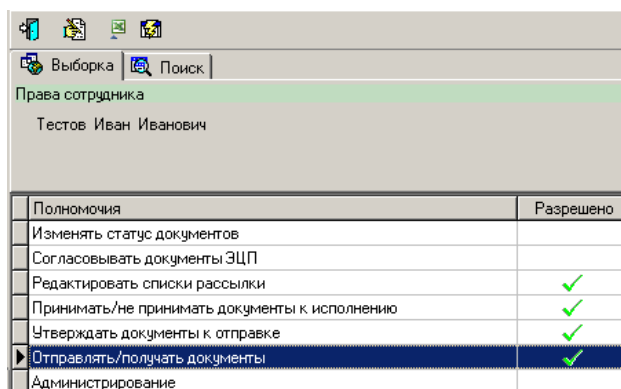 Выборка Поиск
Права сотрудника
Тестов Иван Иванович
Полномочия Разрешено
Изменять статус документов
Согласовывать документы ЭЦП
Редактировать списки рассылки
Принимать/не принимать документы к исполнению
Утверждать документы к отправке
Отправлять/получать документы
Администрирование